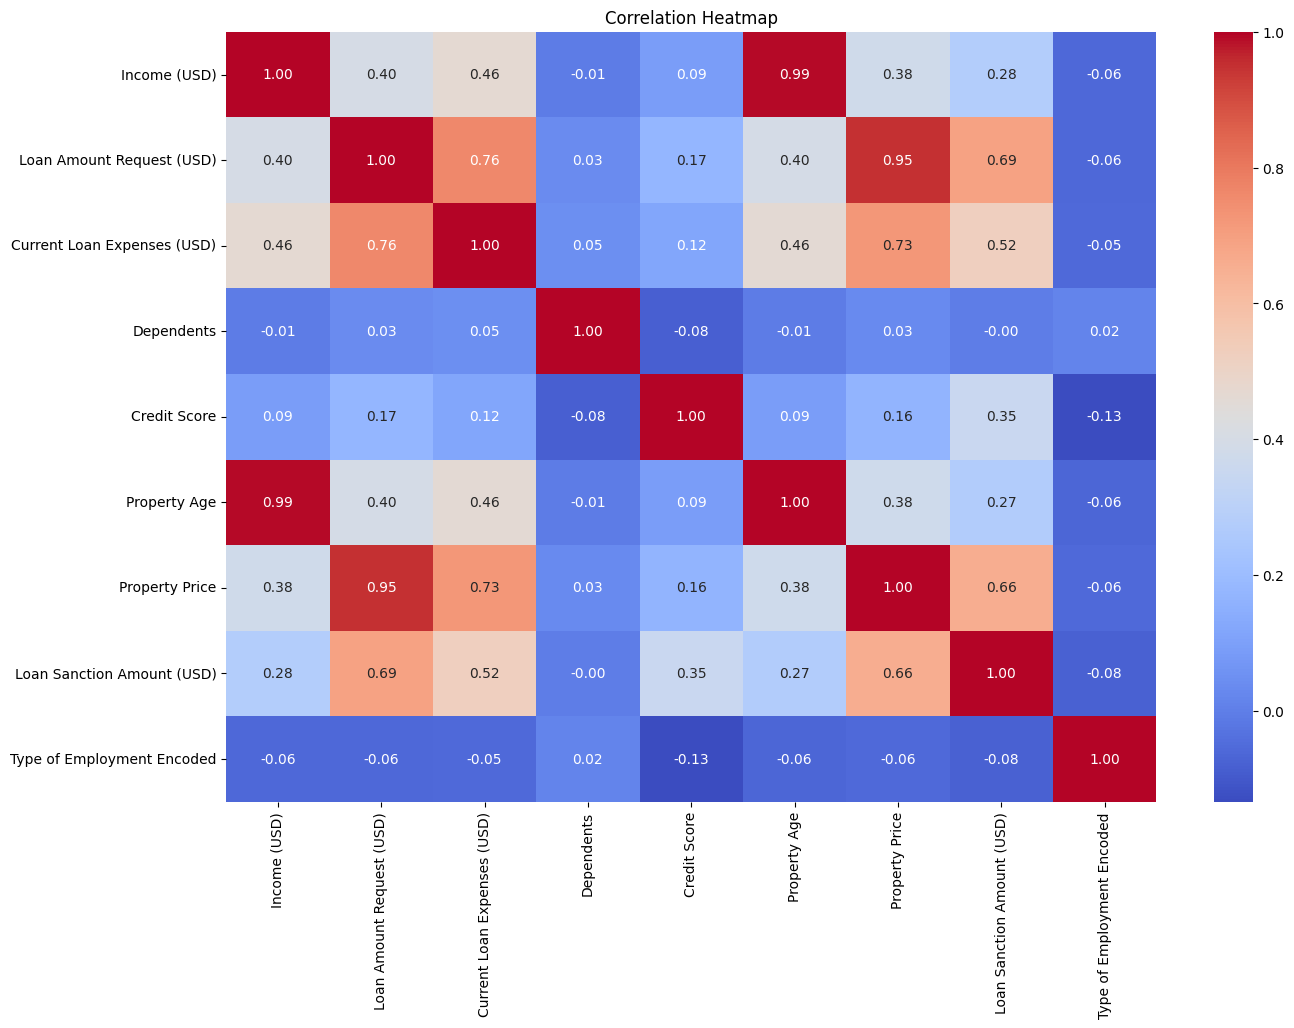 Correlation Heatmap
Income (USD) 1.00 0.40 0.46 -0.01 0.09 0.99 0.38 0.28 -0.06
Loan Amount Request (USD) 0.40 1.00 0.76 0.03 0.17 0.40 0.95 0.69 -0.06
Current Loan Expenses (USD) 0.46 0.76 1.00 0.05 0.12 0.46 0.73 0.52 -0.05
Dependents -0.01 0.03 0.05 1.00 -0.08 -0.01 0.03 -0.00 0.02
Credit Score 0.09 0.17 0.12 -0.08 1.00 0.09 0.16 0.35 -0.13
Property Age 0.99 0.40 0.46 -0.01 0.09 1.00 0.38 0.27 -0.06
Property Price 0.38 0.95 0.73 0.03 0.16 0.38 1.00 0.66 -0.06
Loan Sanction Amount (USD) 0.28 0.69 0.52 -0.00 0.35 0.27 0.66 1.00 -0.08
Type of Employment Encoded -0.06 -0.06 -0.05 0.02 -0.13 -0.06 -0.06 -0.08 1.00
Income (USD)
Loan Amount Request (USD)
Current Loan Expenses (USD)
Dependents
Credit Score
Property Age
Property Price
Loan Sanction Amount (USD)
Type of Employment Encoded
1.0
0.8
0.6
0.4
0.2
0.0